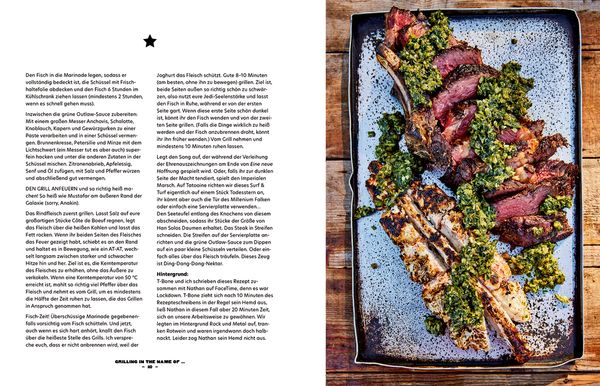 Den Fisch in die Marinade legen, sodass er
vollständig bedeckt ist, die Schüssel mit Frisch-
haltefolie abdecken und den Fisch 6 Stunden im
Kühlschrank ziehen lassen (mindestens 2 Stunden,
wenn es schnell gehen muss).
Inzwischen die grüne Outlaw-Sauce zubereiten:
Mit einem großen Messer Anchovis, Schalotte,
Knoblauch, Kapern und Gewürzgurken zu einer
Paste verarbeiten und in einer Schüssel vermen-
gen. Brunnenkresse, Petersilie und Minze mit dem
Lichtschwert (ein Messer tut es aber auch) super-
fein hacken und unter die anderen Zutaten in der
Schüssel mischen. Zitronenabrieb, Apfelessig,
Senf und Öl zufügen, mit Salz und Pfeffer würzen
und abschließend gut vermengen.
DEN GRILL ANFEUERN und so richtig heiß ma-
chen! So heiß wie Mustafar am äußeren Rand der
Galaxie (sorry, Anakin).
Das Rindfleisch zuerst grillen. Lasst Salz auf eure
großartigen Stücke Côte de Boeuf regnen, legt
das Fleisch über die heißen Kohlen und lasst das
Fett rocken. Wenn ihr beiden Seiten des Fleisches
das Feuer gezeigt habt, schiebt es an den Rand
und haltet es in Bewegung, wie ein AT-AT, wech-
selt langsam zwischen starker und schwacher
Hitze hin und her. Ziel ist es, die Kerntemperatur
des Fleisches zu erhöhen, ohne das Äußere zu
verkokeln. Wenn eine Kerntemperatur von 50 °C
erreicht ist, mahlt so richtig viel Pfeffer über das
Fleisch und nehmt es vom Grill, um es mindestens
die Hälfte der Zeit ruhen zu lassen, die das Grillen
in Anspruch genommen hat.
Fisch-Zeit! Überschüssige Marinade gegebenen-
falls vorsichtig vom Fisch schütteln. Und jetzt,
auch wenn es sich hart anhört, knallt den Fisch
über die heißeste Stelle des Grills. Ich verspre-
che euch, dass er nicht anbrennen wird, weil der
Joghurt das Fleisch schützt. Gute 8–10 Minuten
(am besten, ohne ihn zu bewegen) grillen. Ziel ist,
beide Seiten außen so richtig schön zu schwär-
zen, also nutzt eure Jedi-Seelenstärke und lasst
den Fisch in Ruhe, während er von der ersten
Seite gart. Wenn diese erste Seite schön dunkel
ist, könnt ihr den Fisch wenden und von der zwei-
ten Seite grillen. (Falls die Dinge wirklich zu heiß
werden und der Fisch anzubrennen droht, könnt
ihr ihn früher wenden.) Vom Grill nehmen und
mindestens 10 Minuten ruhen lassen.
Legt den Song auf, der während der Verleihung
der Ehrenauszeichnungen am Ende von Eine neue
Hoffnung gespielt wird. Oder, falls ihr zur dunklen
Seite der Macht tendiert, spielt den Imperialen
Marsch. Auf Tatooine richten wir dieses Surf &
Turf eigentlich auf einem Stück Todesstern an,
ihr könnt aber auch die Tür des Millenium Falken
oder einfach eine Servierplatte verwenden...
Den Seeteufel entlang des Knochens von diesem
abschneiden, sodass ihr Stücke der Größe von
Han Solos Daumen erhaltet. Das Steak in Streifen
schneiden. Die Streifen auf der Servierplatte an-
richten und die grüne Outlaw-Sauce zum Dippen
auf ein paar kleine Schüsseln verteilen. Oder ein-
fach alles über das Fleisch träufeln. Dieses Zeug
ist Ding-Dang-Dong-Nektar.
Hintergrund:
T-Bone und ich schrieben dieses Rezept zu-
sammen mit Nathan auf FaceTime, denn es war
Lockdown. T-Bone zieht sich nach 10 Minuten des
Rezepteschreibens in der Regel sein Hemd aus,
ließ Nathan in diesem Fall aber 20 Minuten Zeit,
sich an unsere Arbeitsweise zu gewöhnen. Wir
legten im Hintergrund Rock und Metal auf, tran-
ken Rotwein und waren irgendwann doch halb-
nackt. Leider zog Nathan sein Hemd nicht aus.
GRILLING IN THE NAME OF ...